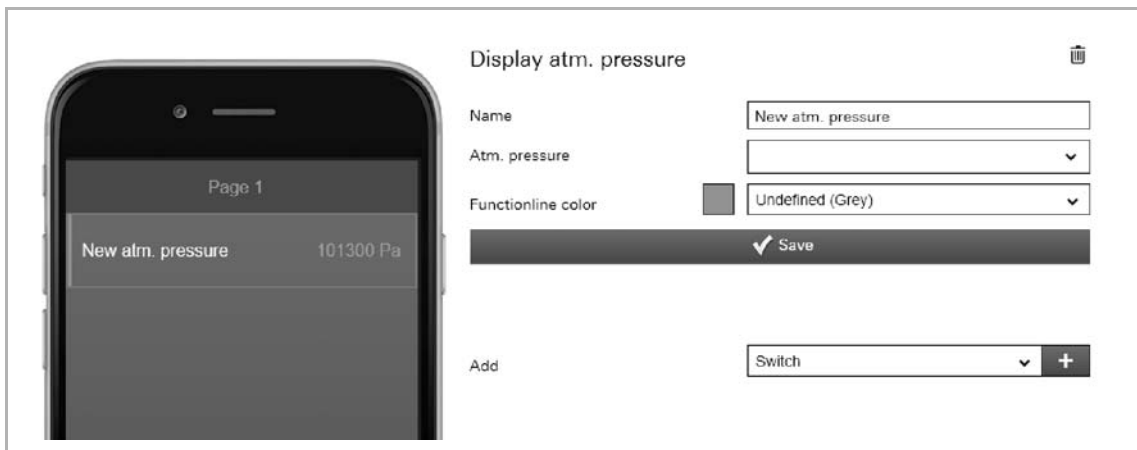 Page 1
New atm. pressure 101300 Pa
Display atm. pressure
Name New atm. pressure
Atm. pressure
Functionline color Undefined (Grey)
Save
Add Switch